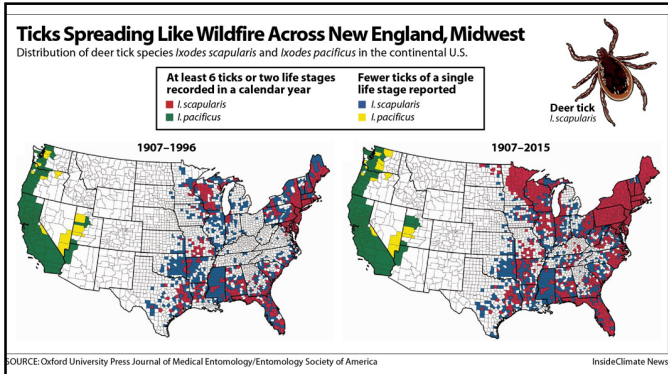 Ticks Spreading Like Wildfire Across New England, Midwest
Distribution of deer tick species Ixodes scapularis and Ixodes pacificus in the continental U.S.
At least 6 ticks or two life stages
recorded in a calendar year
I. scapularis
I. pacificus
Fewer ticks of a single
life stage reported
I. scapularis
I. pacificus
Deer tick
I. scapularis
1907–1996
1907–2015
SOURCE: Oxford University Press Journal of Medical Entomology/Entomology Society of America
InsideClimate News